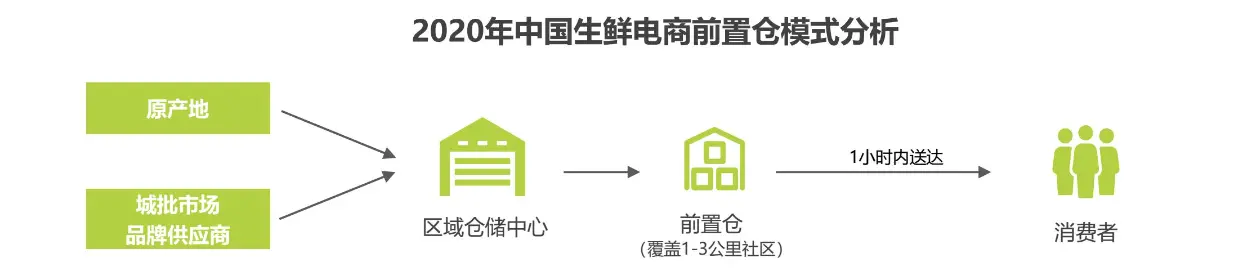 2020年中国生鲜电商前置仓模式分析
原产地
城批市场
品牌供应商
区域仓储中心
前置仓
（覆盖1-3公里社区）
1小时内送达
消费者